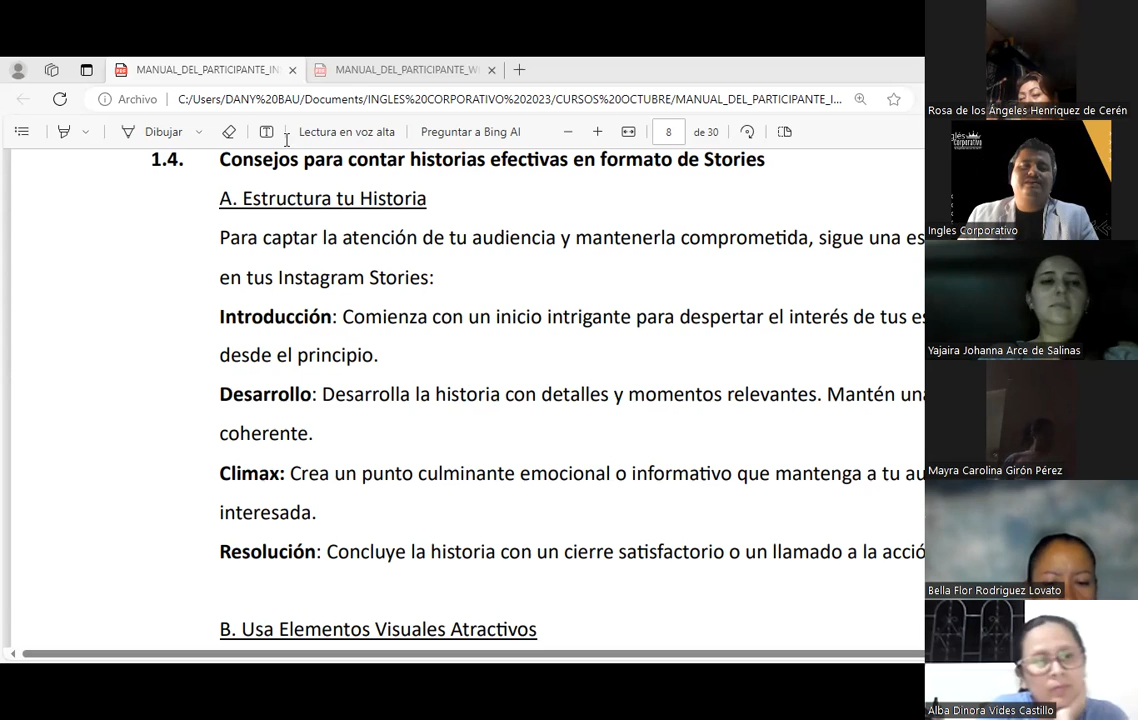 MANUAL_DEL_PARTICIPANTE_IN
MANUAL_DEL_PARTICIPANTE_W
Archivo
C:/Users/DANY%20BAU/Documents/INGLES%20CORPORATIVO%202023/CURSOS%20OCTUBRE/MANUAL_DEL_PARTICIPANTE_I...
Dibujar
Lectura en voz alta
Preguntar a Bing AI
8
de 30
1.4. Consejos para contar historias efectivas en formato de Stories
A. Estructura tu Historia
Para captar la atención de tu audiencia y mantenerla comprometida, sigue una es
en tus Instagram Stories:
Introducción: Comienza con un inicio intrigante para despertar el interés de tus es
desde el principio.
Desarrollo: Desarrolla la historia con detalles y momentos relevantes. Mantén una
coherente.
Climax: Crea un punto culminante emocional o informativo que mantenga a tu au
interesada.
Resolución: Concluye la historia con un cierre satisfactorio o un llamado a la acció
B. Usa Elementos Visuales Atractivos
Rosa de los Ángeles Henriquez de Cerén
glés
corporativo
Ingles Corporativo
Yajaira Johanna Arce de Salinas
Mayra Carolina Girón Pérez
Bella Flor Rodriguez Lovato
Alba Dinora Vides Castillo